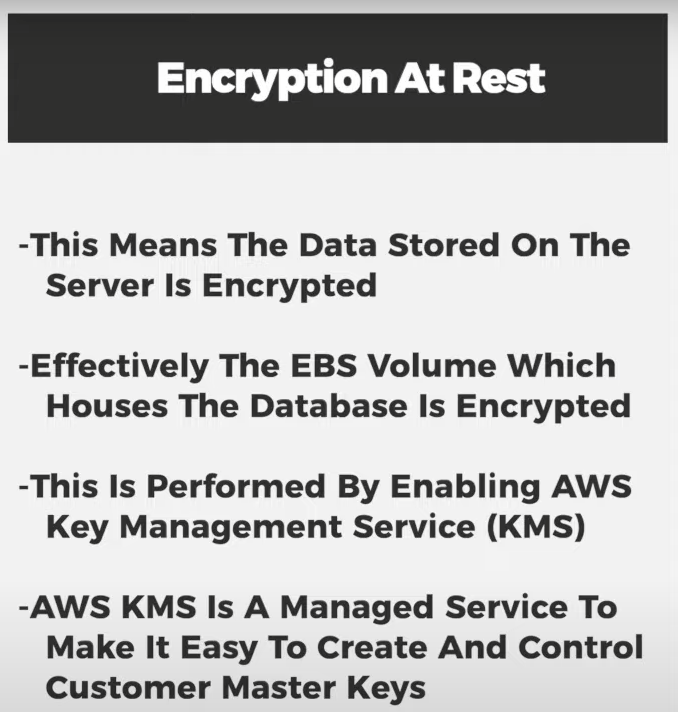 Encryption At Rest
-This Means The Data Stored On The
Server Is Encrypted
-Effectively The EBS Volume Which
Houses The Database Is Encrypted
-This Is Performed By Enabling AWS
Key Management Service (KMS)
-AWS KMS Is A Managed Service To
Make It Easy To Create And Control
Customer Master Keys